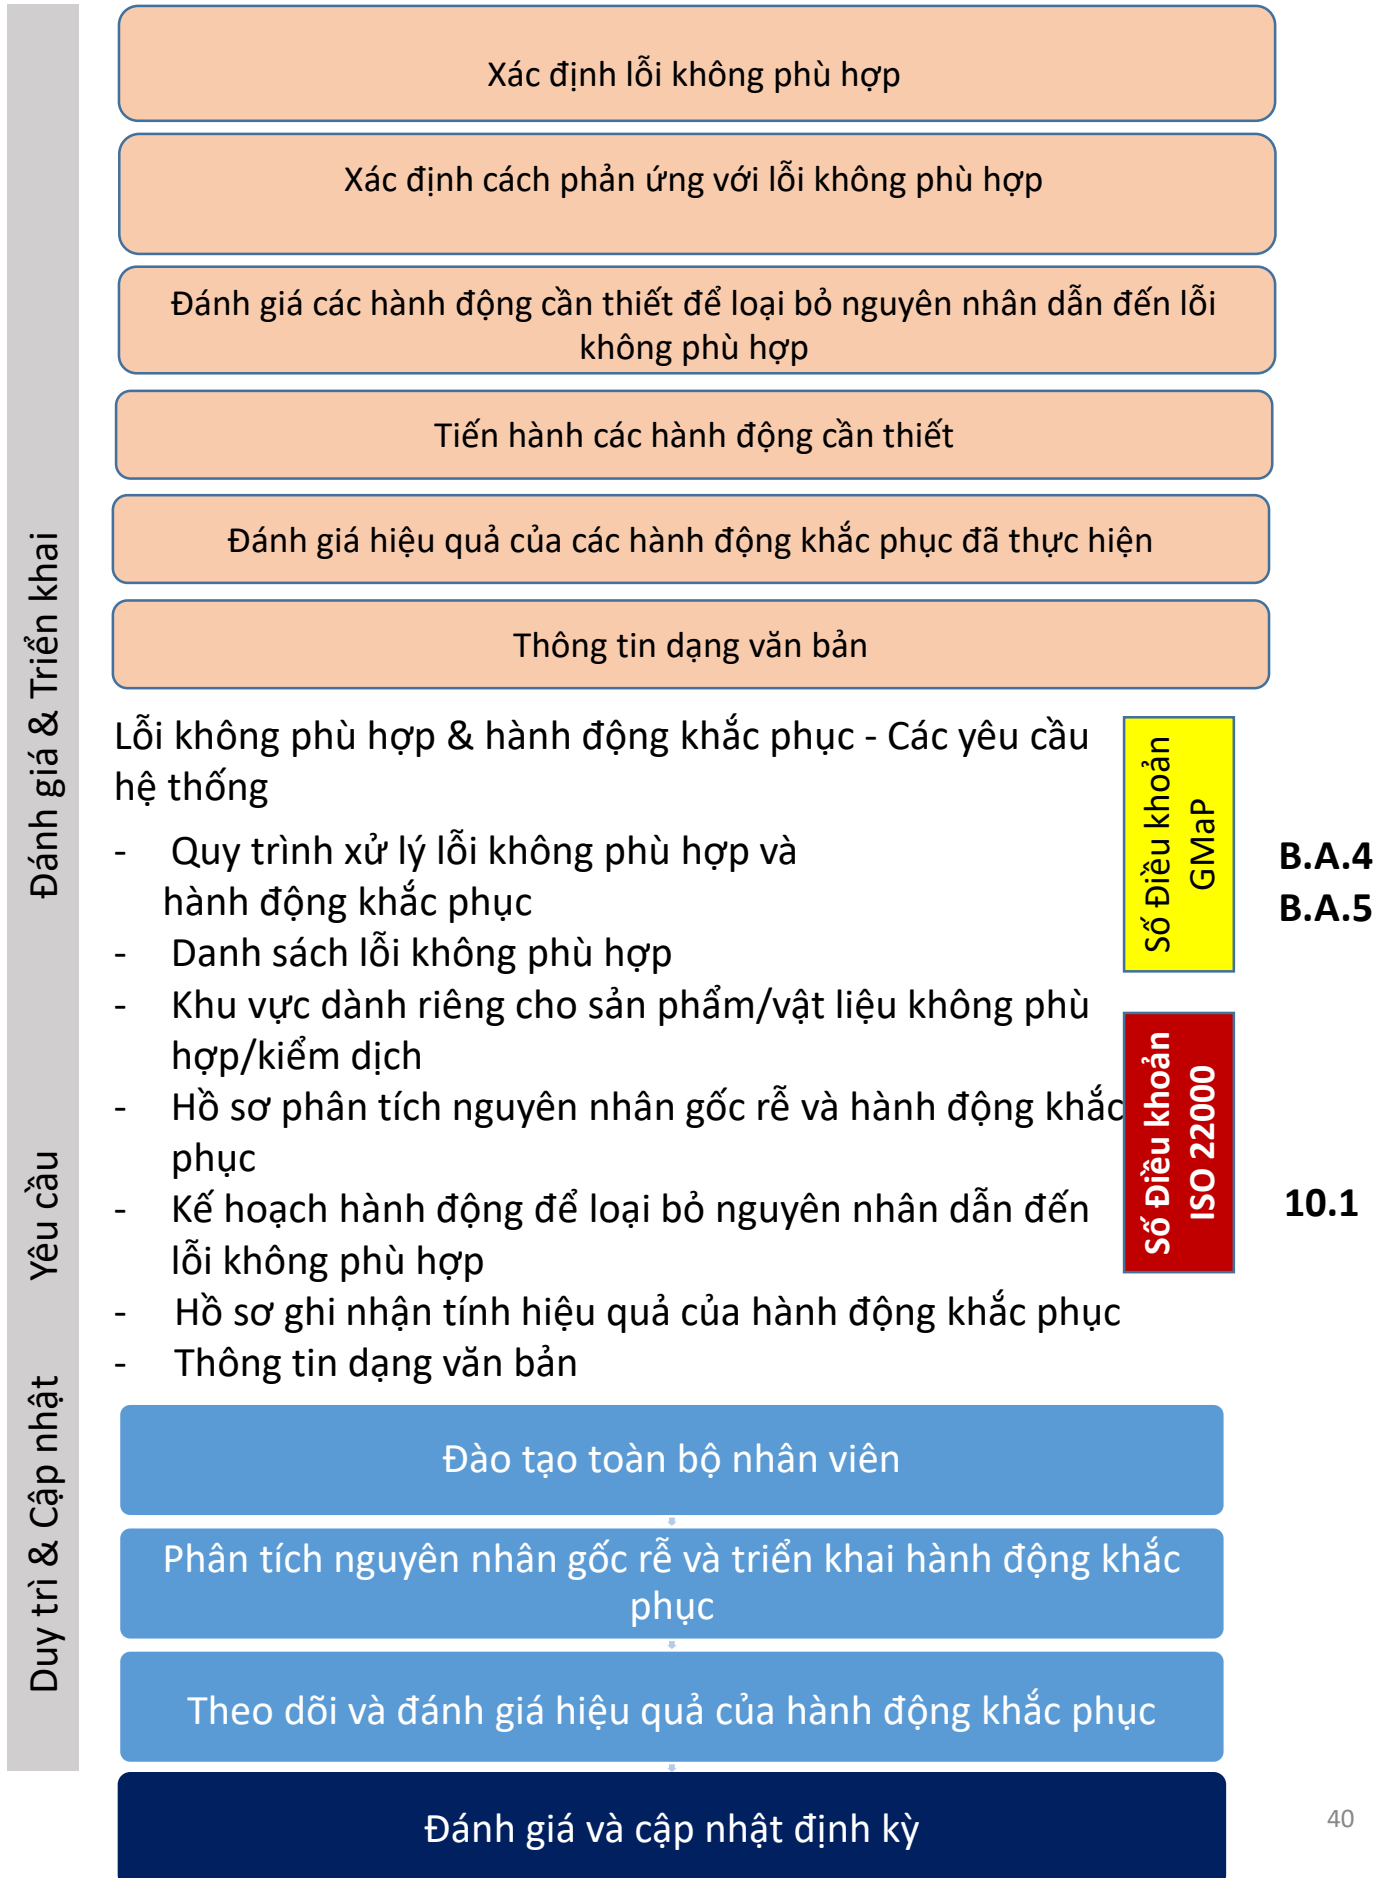 Xác định lỗi không phù hợp
Xác định cách phản ứng với lỗi không phù hợp
Đánh giá các hành động cần thiết để loại bỏ nguyên nhân dẫn đến lỗi
không phù hợp
Tiến hành các hành động cần thiết
Đánh giá hiệu quả của các hành động khắc phục đã thực hiện
Thông tin dạng văn bản
Đánh giá & Triển khai
Lỗi không phù hợp & hành động khắc phục - Các yêu cầu
hệ thống
- Quy trình xử lý lỗi không phù hợp và
hành động khắc phục
- Danh sách lỗi không phù hợp
- Khu vực dành riêng cho sản phẩm/vật liệu không phù
hợp/kiểm dịch
- Hồ sơ phân tích nguyên nhân gốc rễ và hành động khắc
phục
- Kế hoạch hành động để loại bỏ nguyên nhân dẫn đến
lỗi không phù hợp
- Hồ sơ ghi nhận tính hiệu quả của hành động khắc phục
- Thông tin dạng văn bản
Số Điều khoản
GMaP
B.A.4
B.A.5
Số Điều khoản
ISO 22000
10.1
Yêu cầu
Duy trì & Cập nhật
Đào tạo toàn bộ nhân viên
Phân tích nguyên nhân gốc rễ và triển khai hành động khắc
phục
Theo dõi và đánh giá hiệu quả của hành động khắc phục
Đánh giá và cập nhật định kỳ
40